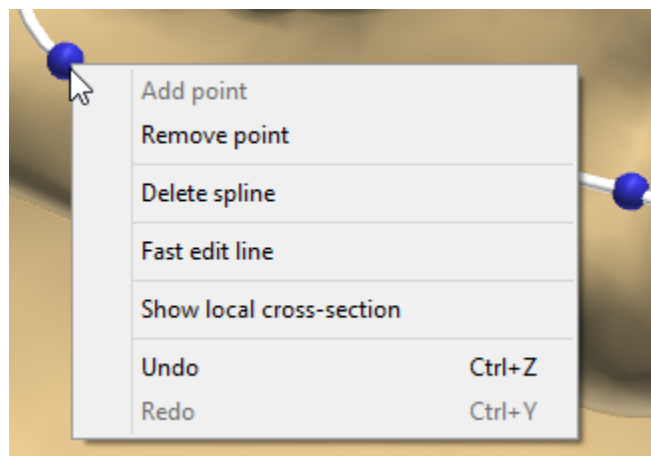 Add point
Remove point
Delete spline
Fast edit line
Show local cross-section
Undo Ctrl+Z
Redo Ctrl+Y